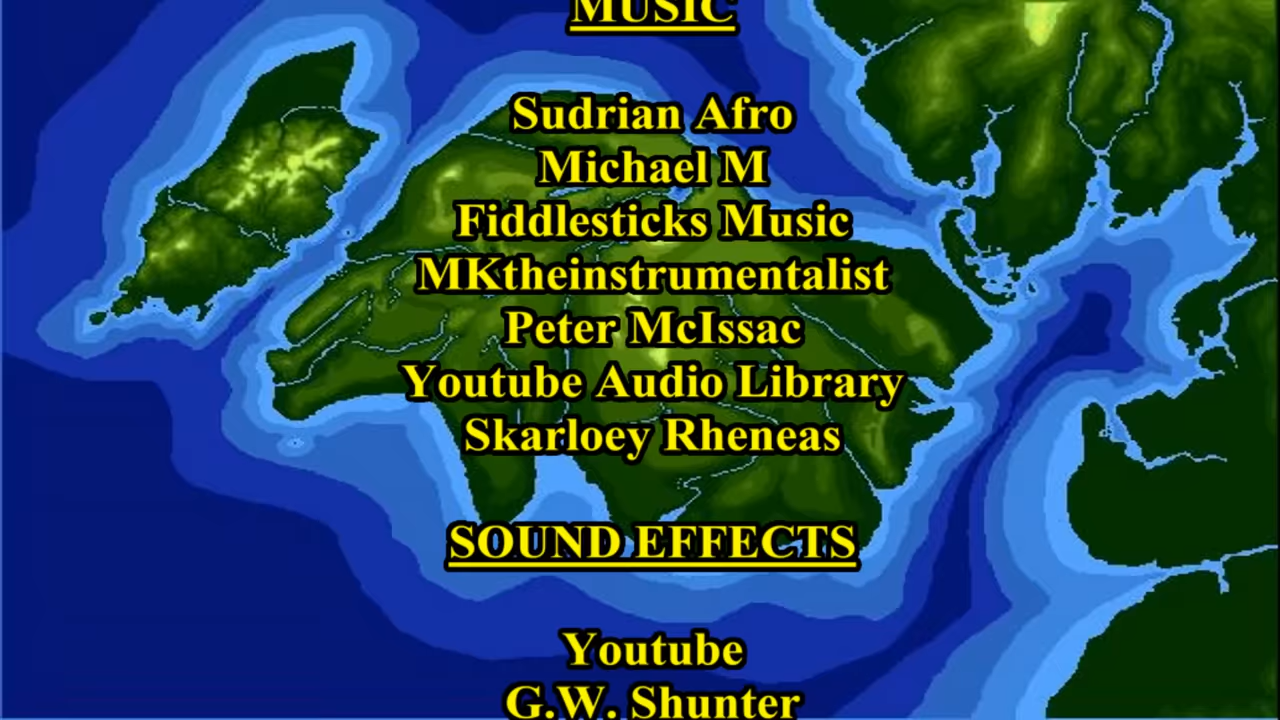 MUSIC
Sudrian Afro
Michael M
Fiddlesticks Music
MKtheinstrumentalist
Peter McIssac
Youtube Audio Library
Skarloey Rheneas
SOUND EFFECTS
Youtube
G.W. Shunter